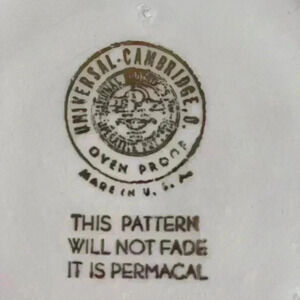 UNIVERSAL-CAMBRIDGE, O.
OVEN PROOF
MADE IN U. S. A.
THIS PATTERN
WILL NOT FADE
IT IS PERMACAL